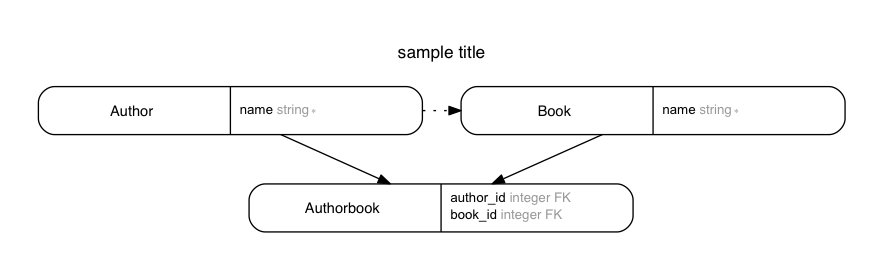 sample title
Author
name string *
Book
name string *
Authorbook
author_id integer FK
book_id integer FK